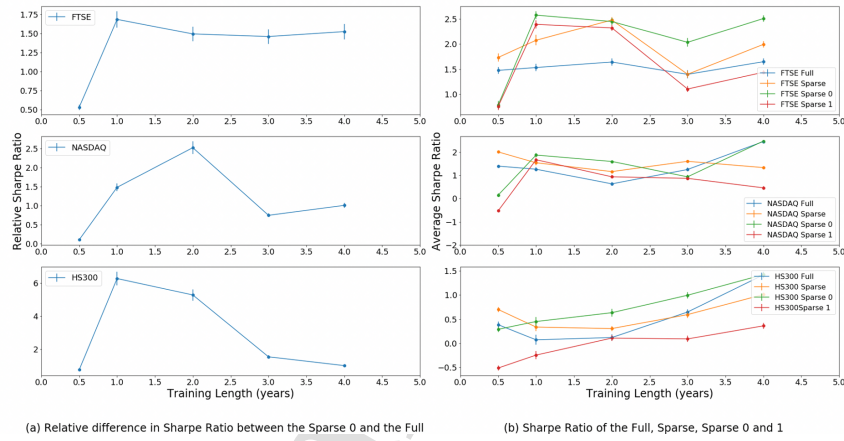 FTSE
1.75
1.50
1.25
1.00
0.75
0.50
0.0 0.5 1.0 1.5 2.0 2.5 3.0 3.5 4.0 4.5 5.0
NASDAQ
2.5
2.0
1.5
1.0
0.5
0.0
0.0 0.5 1.0 1.5 2.0 2.5 3.0 3.5 4.0 4.5 5.0
Relative Sharpe Ratio
HS300
6
4
2
0.0 0.5 1.0 1.5 2.0 2.5 3.0 3.5 4.0 4.5 5.0
Training Length (years)
(a) Relative difference in Sharpe Ratio between the Sparse 0 and the Full
2.5
2.0
1.5
1.0
FTSE Full
FTSE Sparse
FTSE Sparse 0
FTSE Sparse 1
0.0 0.5 1.0 1.5 2.0 2.5 3.0 3.5 4.0 4.5 5.0
2
1
0
−1
−2
NASDAQ Full
NASDAQ Sparse
NASDAQ Sparse 0
NASDAQ Sparse 1
0.0 0.5 1.0 1.5 2.0 2.5 3.0 3.5 4.0 4.5 5.0
Average Sharpe Ratio
1.5
1.0
0.5
0.0
−0.5
HS300 Full
HS300 Sparse
HS300 Sparse 0
HS300Sparse 1
0.0 0.5 1.0 1.5 2.0 2.5 3.0 3.5 4.0 4.5 5.0
Training Length (years)
(b) Sharpe Ratio of the Full, Sparse, Sparse 0 and 1